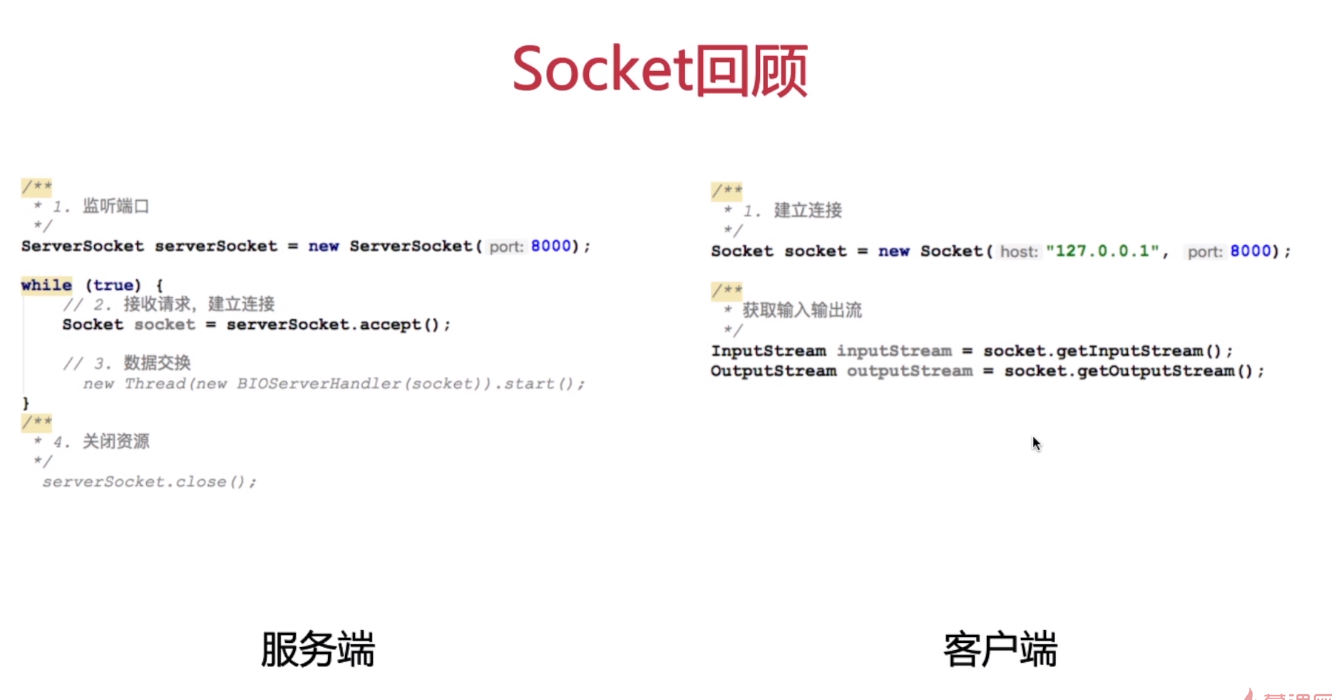 Socket回顾
/**
* 1. 监听端口
*/
ServerSocket serverSocket = new ServerSocket( port: 8000);
while (true) {
// 2. 接收请求，建立连接
Socket socket = serverSocket.accept();
// 3. 数据交换
new Thread(new BIOServerHandler(socket)).start();
}
/**
* 4. 关闭资源
*/
serverSocket.close();
服务端
/**
* 1. 建立连接
*/
Socket socket = new Socket( host: "127.0.0.1", port: 8000);
/**
* 获取输入输出流
*/
InputStream inputStream = socket.getInputStream();
OutputStream outputStream = socket.getOutputStream();
客户端